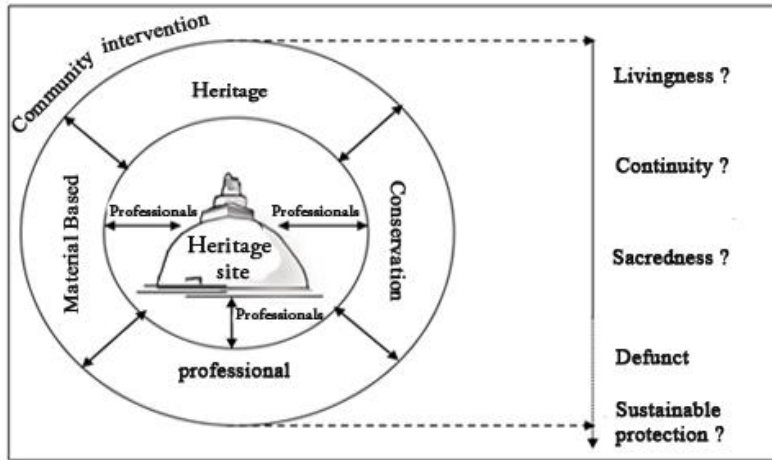 Community intervention
Heritage
Material Based
Conservation
professional
Professionals
Professionals
Heritage
site
Professionals
Livingness ?
Continuity ?
Sacredness ?
Defunct
Sustainable
protection ?